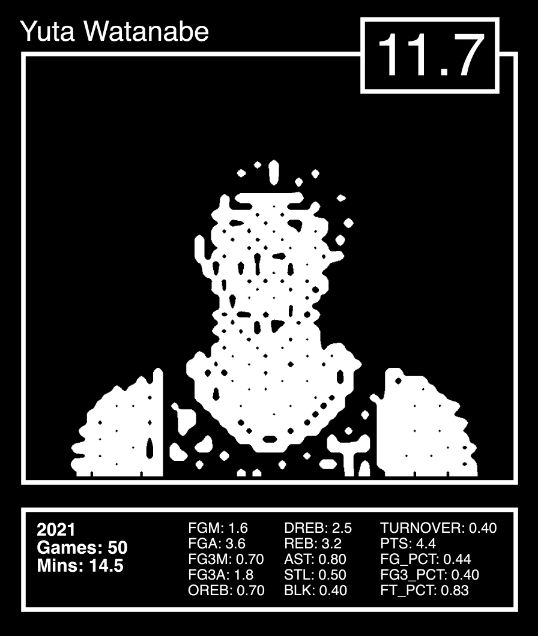 Yuta Watanabe
11.7
2021
Games: 50
Mins: 14.5
FGM: 1.6
FGA: 3.6
FG3M: 0.70
FG3A: 1.8
OREB: 0.70
DREB: 2.5
REB: 3.2
AST: 0.80
STL: 0.50
BLK: 0.40
TURNOVER: 0.40
PTS: 4.4
FG_PCT: 0.44
FG3_PCT: 0.40
FT_PCT: 0.83